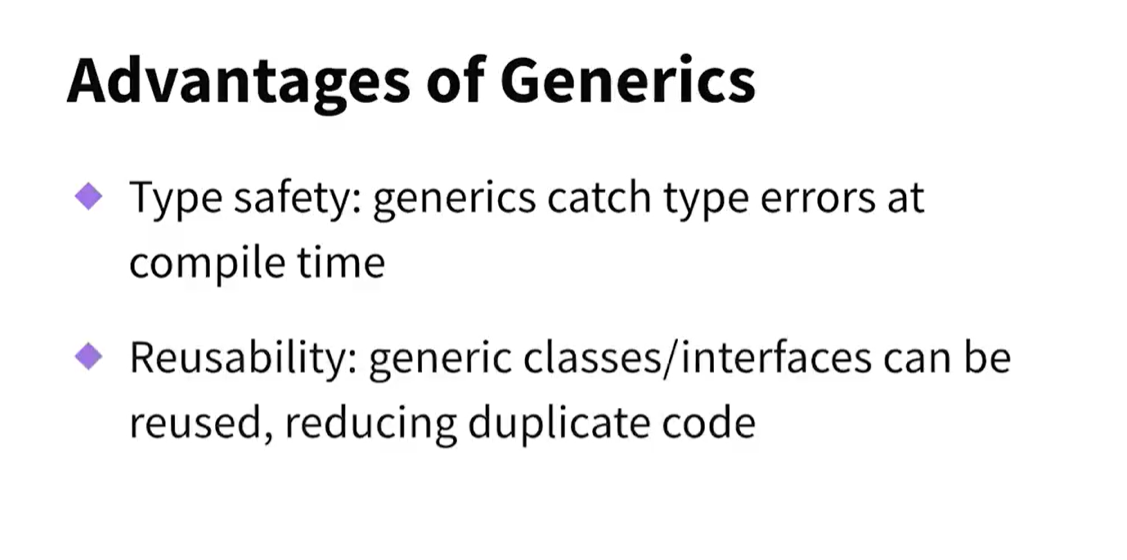 Advantages of Generics
Type safety: generics catch type errors at
compile time
Reusability: generic classes/interfaces can be
reused, reducing duplicate code